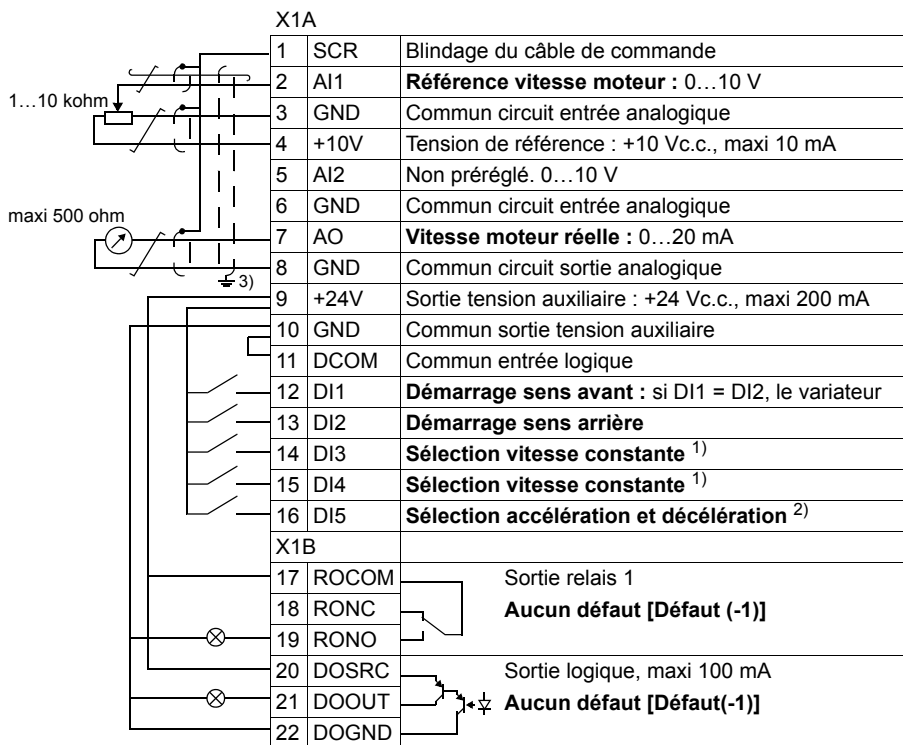 X1A
1 SCR Blindage du câble de commande
2 AI1 Référence vitesse moteur : 0…10 V
1…10 kohm
3 GND Commun circuit entrée analogique
4 +10V Tension de référence : +10 Vc.c., maxi 10 mA
5 AI2 Non préréglé. 0…10 V
6 GND Commun circuit entrée analogique
maxi 500 ohm
7 AO Vitesse moteur réelle : 0…20 mA
8 GND Commun circuit sortie analogique
3)
9 +24V Sortie tension auxiliaire : +24 Vc.c., maxi 200 mA
10 GND Commun sortie tension auxiliaire
11 DCOM Commun entrée logique
12 DI1 Démarrage sens avant : si DI1 = DI2, le variateur
13 DI2 Démarrage sens arrière
14 DI3 Sélection vitesse constante 1)
15 DI4 Sélection vitesse constante 1)
16 DI5 Sélection accélération et décélération 2)
X1B
17 ROCOM Sortie relais 1
18 RONC Aucun défaut [Défaut (-1)]
19 RONO
20 DOSRC Sortie logique, maxi 100 mA
21 DOOUT Aucun défaut [Défaut(-1)]
22 DOGND